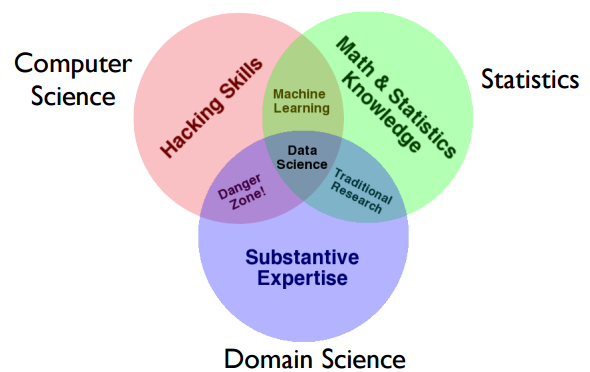 Computer
Science
Hacking Skills
Math & Statistics
Knowledge
Statistics
Machine
Learning
Data
Science
Danger
Zone!
Traditional
Research
Substantive
Expertise
Domain Science